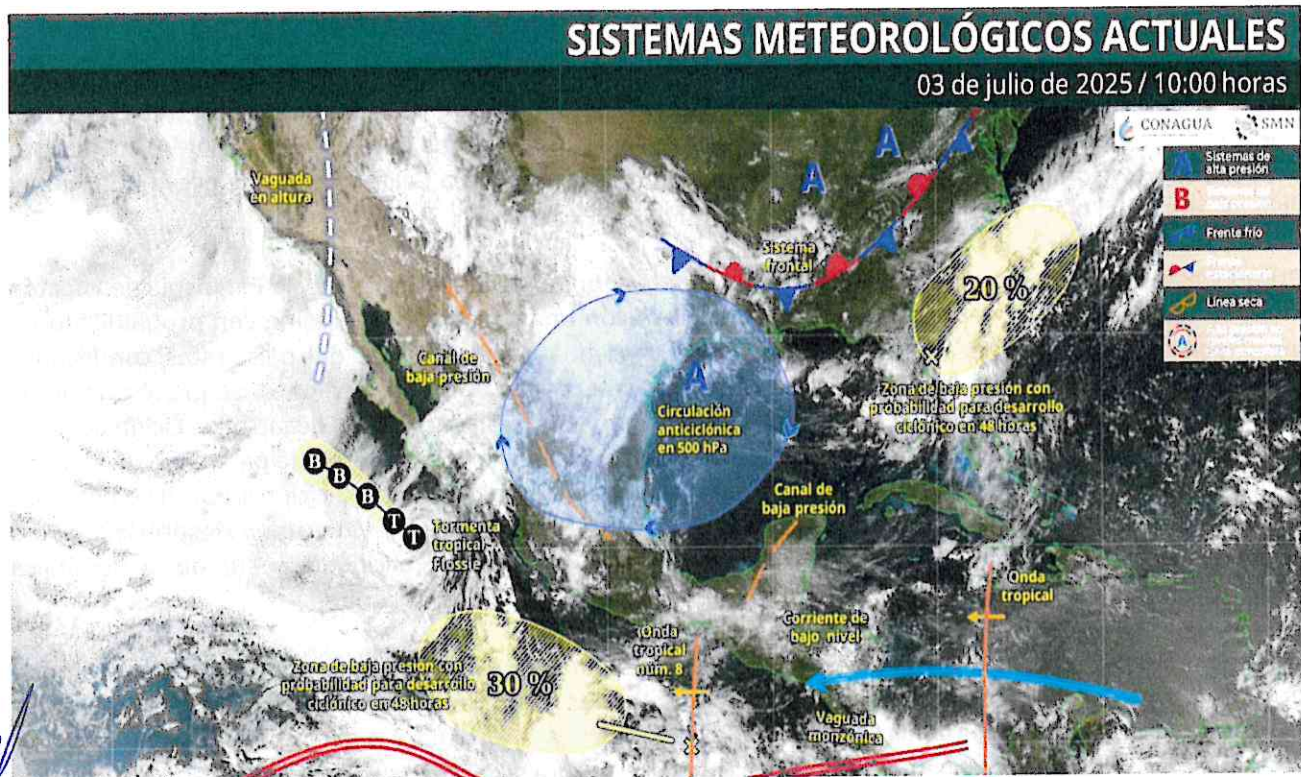 SISTEMAS METEOROLÓGICOS ACTUALES
03 de julio de 2025 / 10:00 horas
CONAGUA
SMN
A
Sistemas de
alta presión
B
Frente frío
Línea seca
A
Vaguada
en altura
A
A
Sistema
frontal
20 %
Canal de
baja presión
A
Circulación
anticiclónica
en 500 hPa
Zona de baja presión con
probabilidad para desarrollo
ciclónico en 48 horas
B
B
B
T
T
Tormenta
tropical
Flossie
Canal de
baja presión
Onda
tropical
Onda
tropical
núm. 8
Corriente de
bajo nivel
Zona de baja presión con
probabilidad para desarrollo
ciclónico en 48 horas
30 %
Vaguada
monzónica